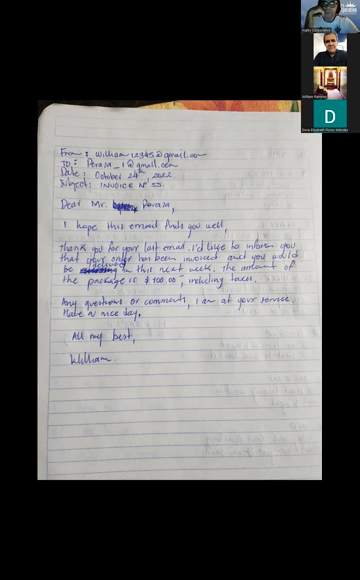 From: william12345@gmail.com
To: Peraza_1@gmail.com
Date: October 24th, 2022
Subject: INVOICE N° 53.
Dear Mr. Peraza,
I hope this email finds you well,
Thank you for your last email. I'd like to inform you
that your order has been invoiced and you would
be in this next week. the amount of
the package is $100.00, including taxes.
Any questions or comments, I am at your service.
Have a nice day.
All my best,
William
D